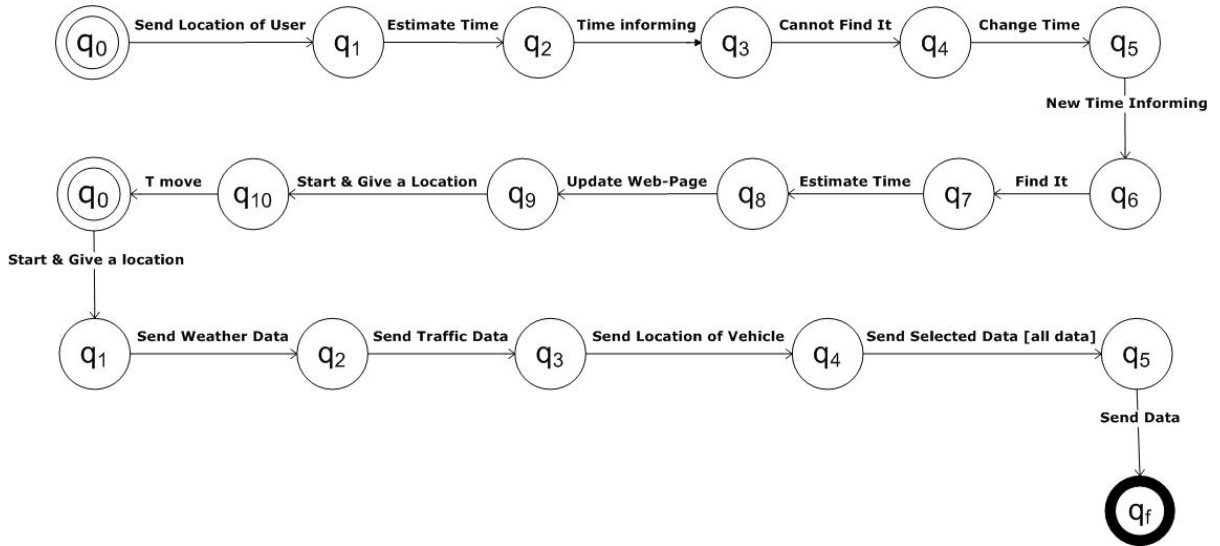 Send Location of User Estimate Time Time informing Cannot Find It Change Time
q0 q1 q2 q3 q4 q5
New Time Informing
T move Start & Give a Location Update Web-Page Estimate Time Find It
q0 q10 q9 q8 q7 q6
Start & Give a location
Send Weather Data Send Traffic Data Send Location of Vehicle Send Selected Data [all data]
q1 q2 q3 q4 q5
Send Data
qf